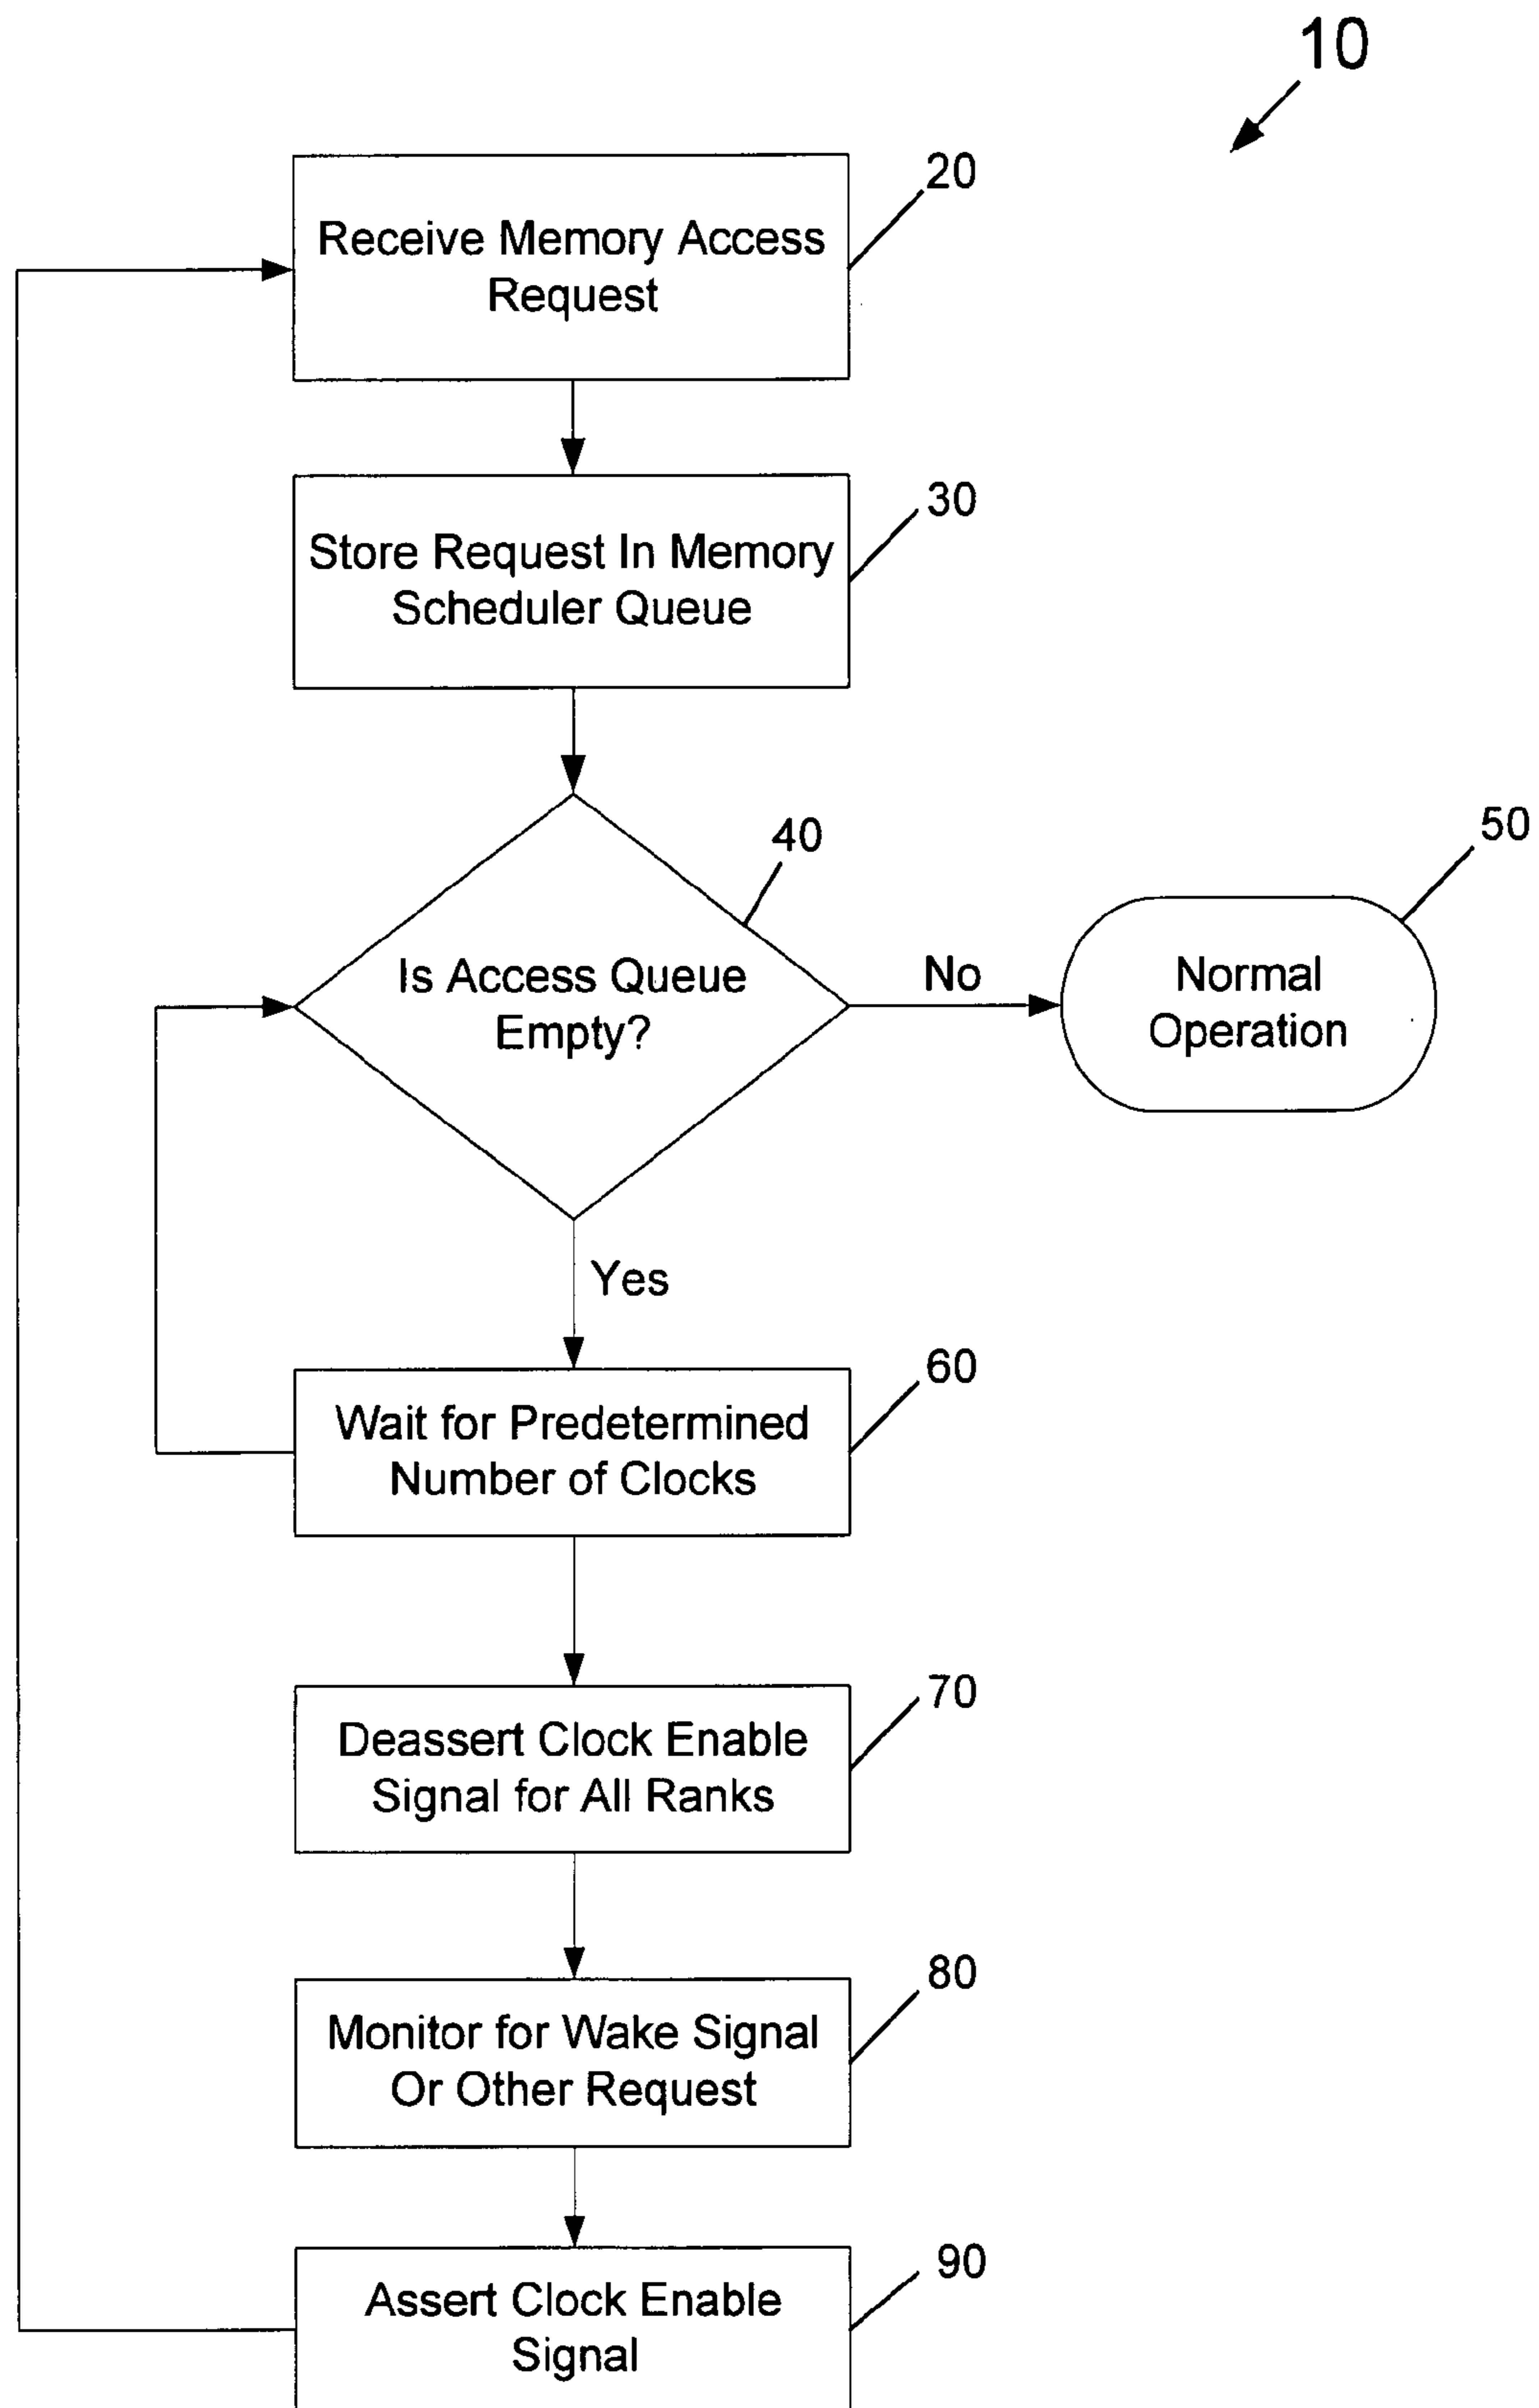 10
20
Receive Memory Access
Request
30
Store Request In Memory
Scheduler Queue
40
50
Is Access Queue
Empty?
No
Normal
Operation
Yes
60
Wait for Predetermined
Number of Clocks
70
Deassert Clock Enable
Signal for All Ranks
80
Monitor for Wake Signal
Or Other Request
90
Assert Clock Enable
Signal